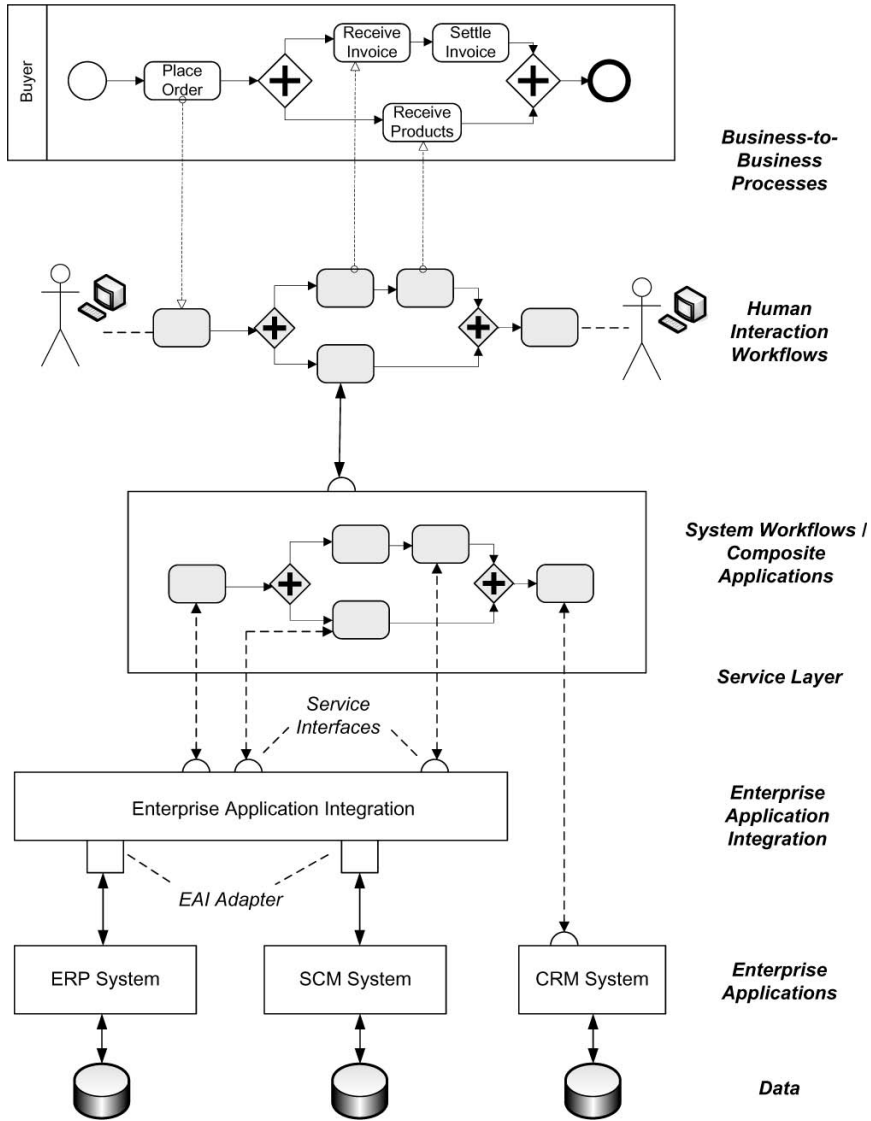 Buyer
Place
Order
Receive
Invoice
Settle
Invoice
Receive
Products
Business-to-
Business
Processes
Human
Interaction
Workflows
System Workflows /
Composite
Applications
Service Layer
Service
Interfaces
Enterprise Application Integration
Enterprise
Application
Integration
EAI Adapter
ERP System
SCM System
CRM System
Enterprise
Applications
Data